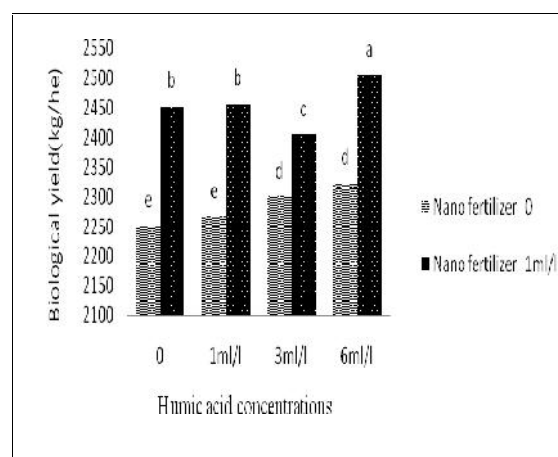 Biological yield(kg/he)
2550
2500
2450
2400
2350
2300
2250
2200
2150
2100
e
b
e
b
d
c
d
a
0
1ml/l
3ml/l
6ml/l
Humic acid concentrations
Nano fertilizer 0
Nano fertilizer 1ml/l